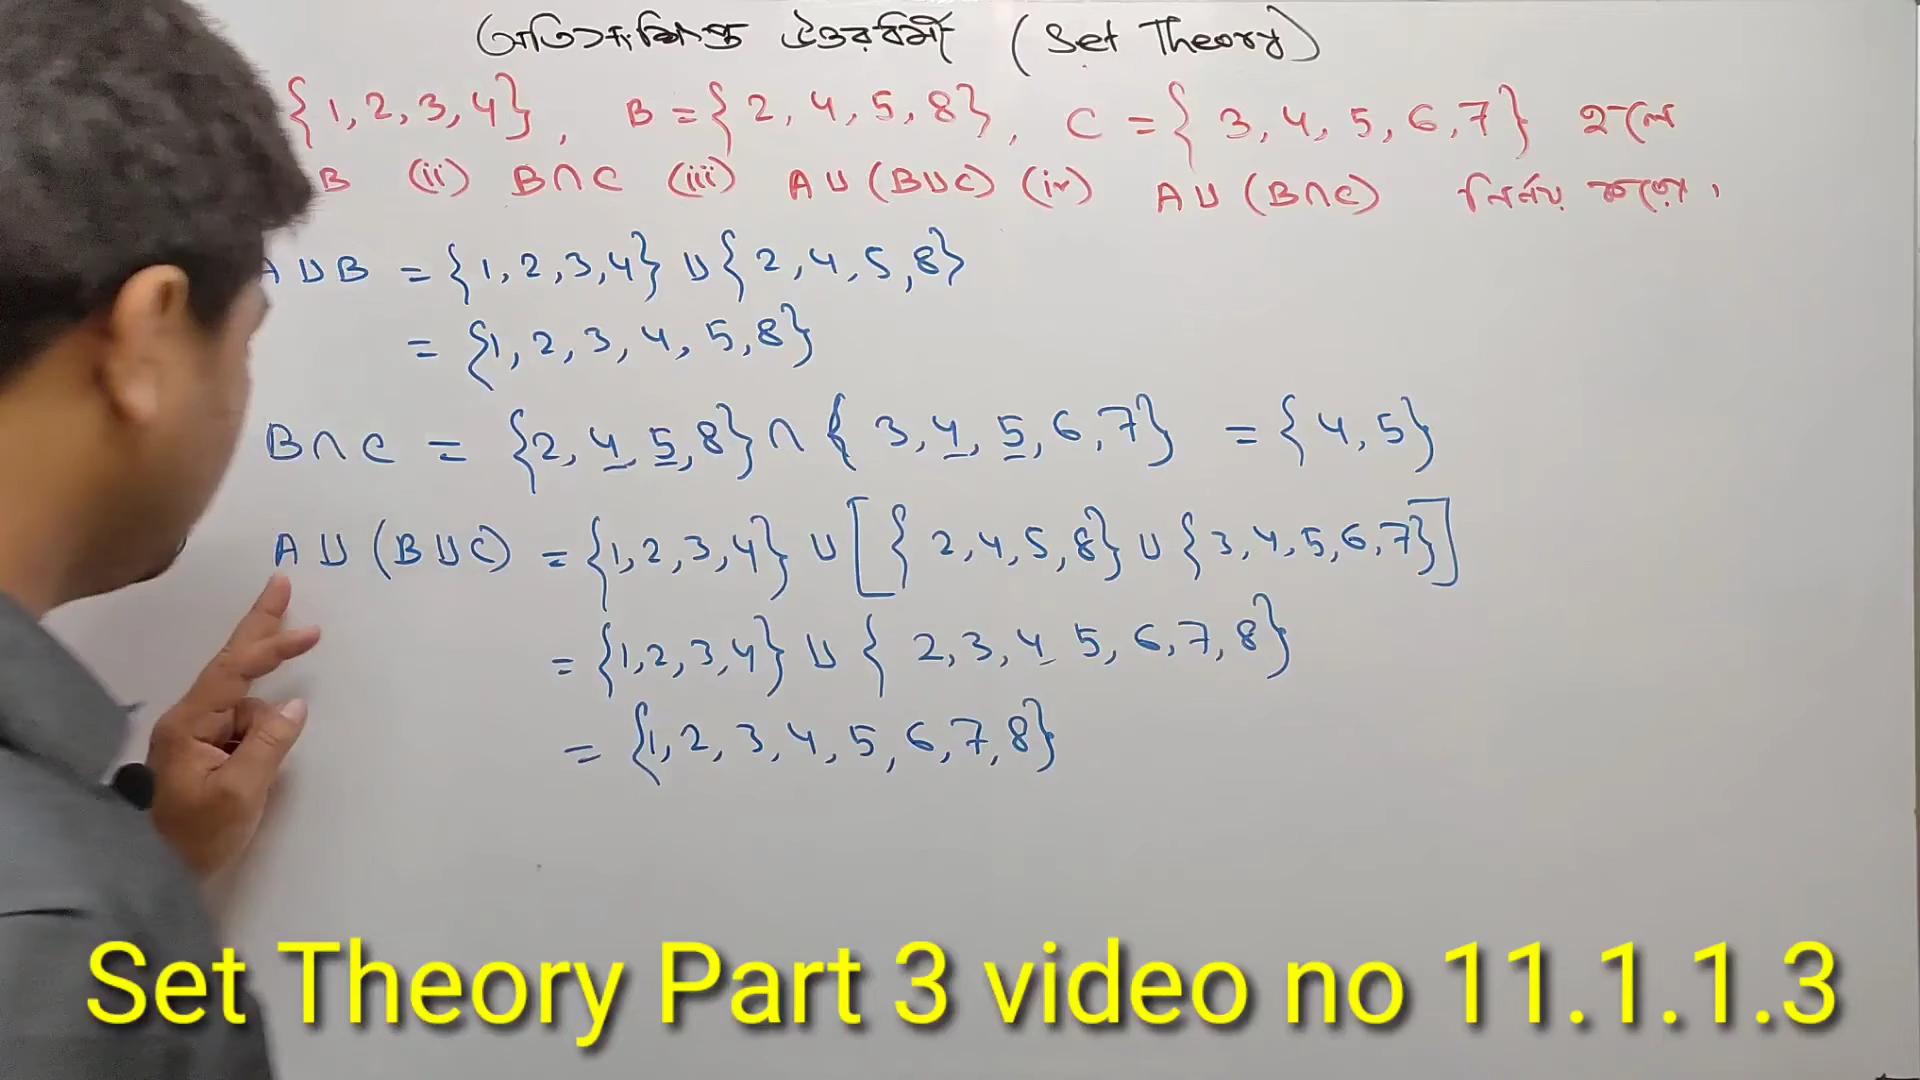 অতিসংক্ষিপ্ত উত্তরধর্মী (Set Theory)
{1, 2, 3, 4}, B = {2, 4, 5, 8}, C = {3, 4, 5, 6, 7} হলে
B (ii) B∩C (iii) A∪(B∪C) (iv) A∪(B∩C) নির্ণয় করো।
A∪B = {1, 2, 3, 4} ∪ {2, 4, 5, 8}
= {1, 2, 3, 4, 5, 8}
B∩C = {2, 4, 5, 8} ∩ {3, 4, 5, 6, 7} = {4, 5}
A∪(B∪C) = {1, 2, 3, 4} ∪ [{2, 4, 5, 8} ∪ {3, 4, 5, 6, 7}]
= {1, 2, 3, 4} ∪ {2, 3, 4 5, 6, 7, 8}
= {1, 2, 3, 4, 5, 6, 7, 8}
Set Theory Part 3 video no 11.1.1.3